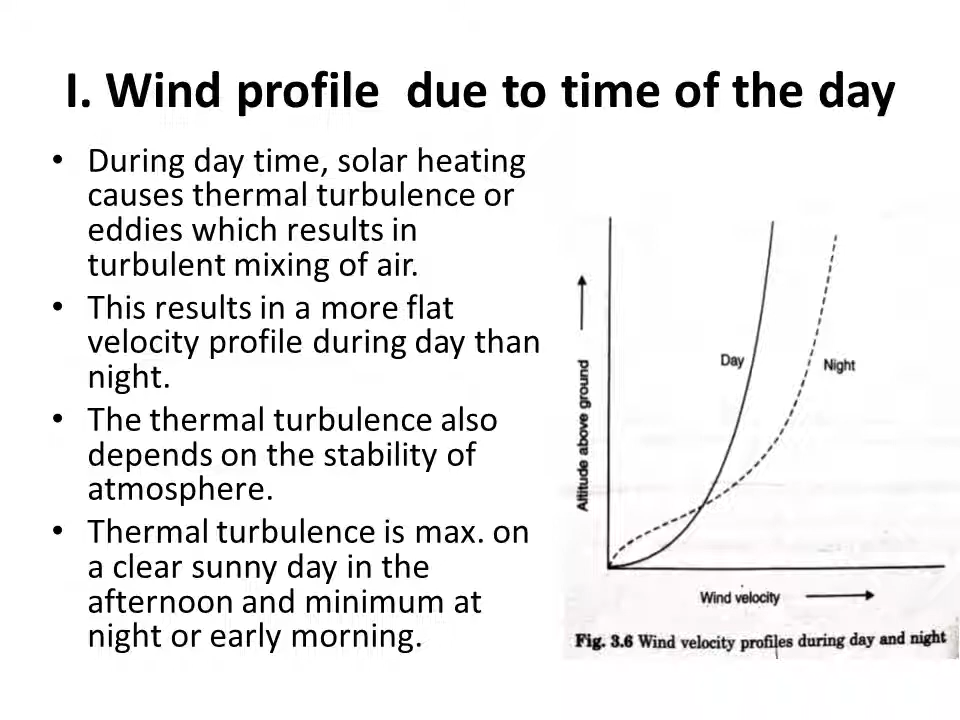 I. Wind profile due to time of the day
• During day time, solar heating
causes thermal turbulence or
eddies which results in
turbulent mixing of air.
• This results in a more flat
velocity profile during day than
night.
• The thermal turbulence also
depends on the stability of
atmosphere.
• Thermal turbulence is max. on
a clear sunny day in the
afternoon and minimum at
night or early morning.
Altitude above ground
Day
Night
Wind velocity
Fig. 3.6 Wind velocity profiles during day and night